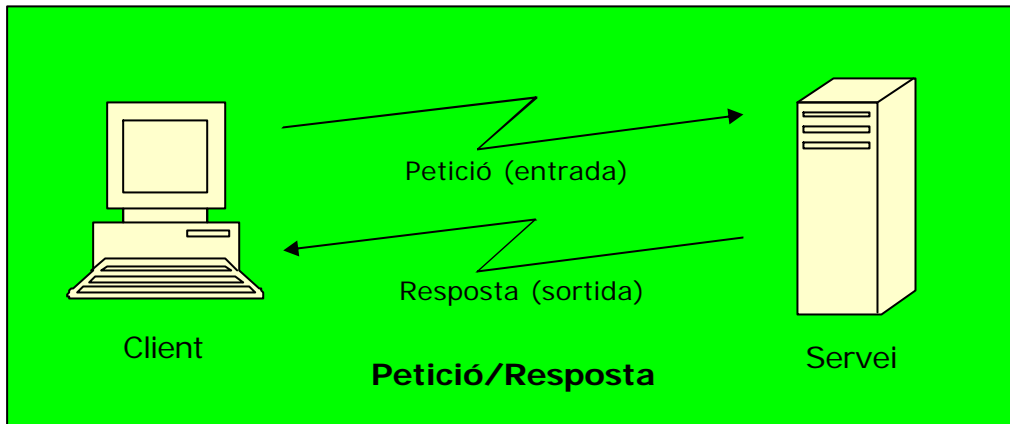 Petició (entrada)
Resposta (sortida)
Client
Servei
Petició/Resposta